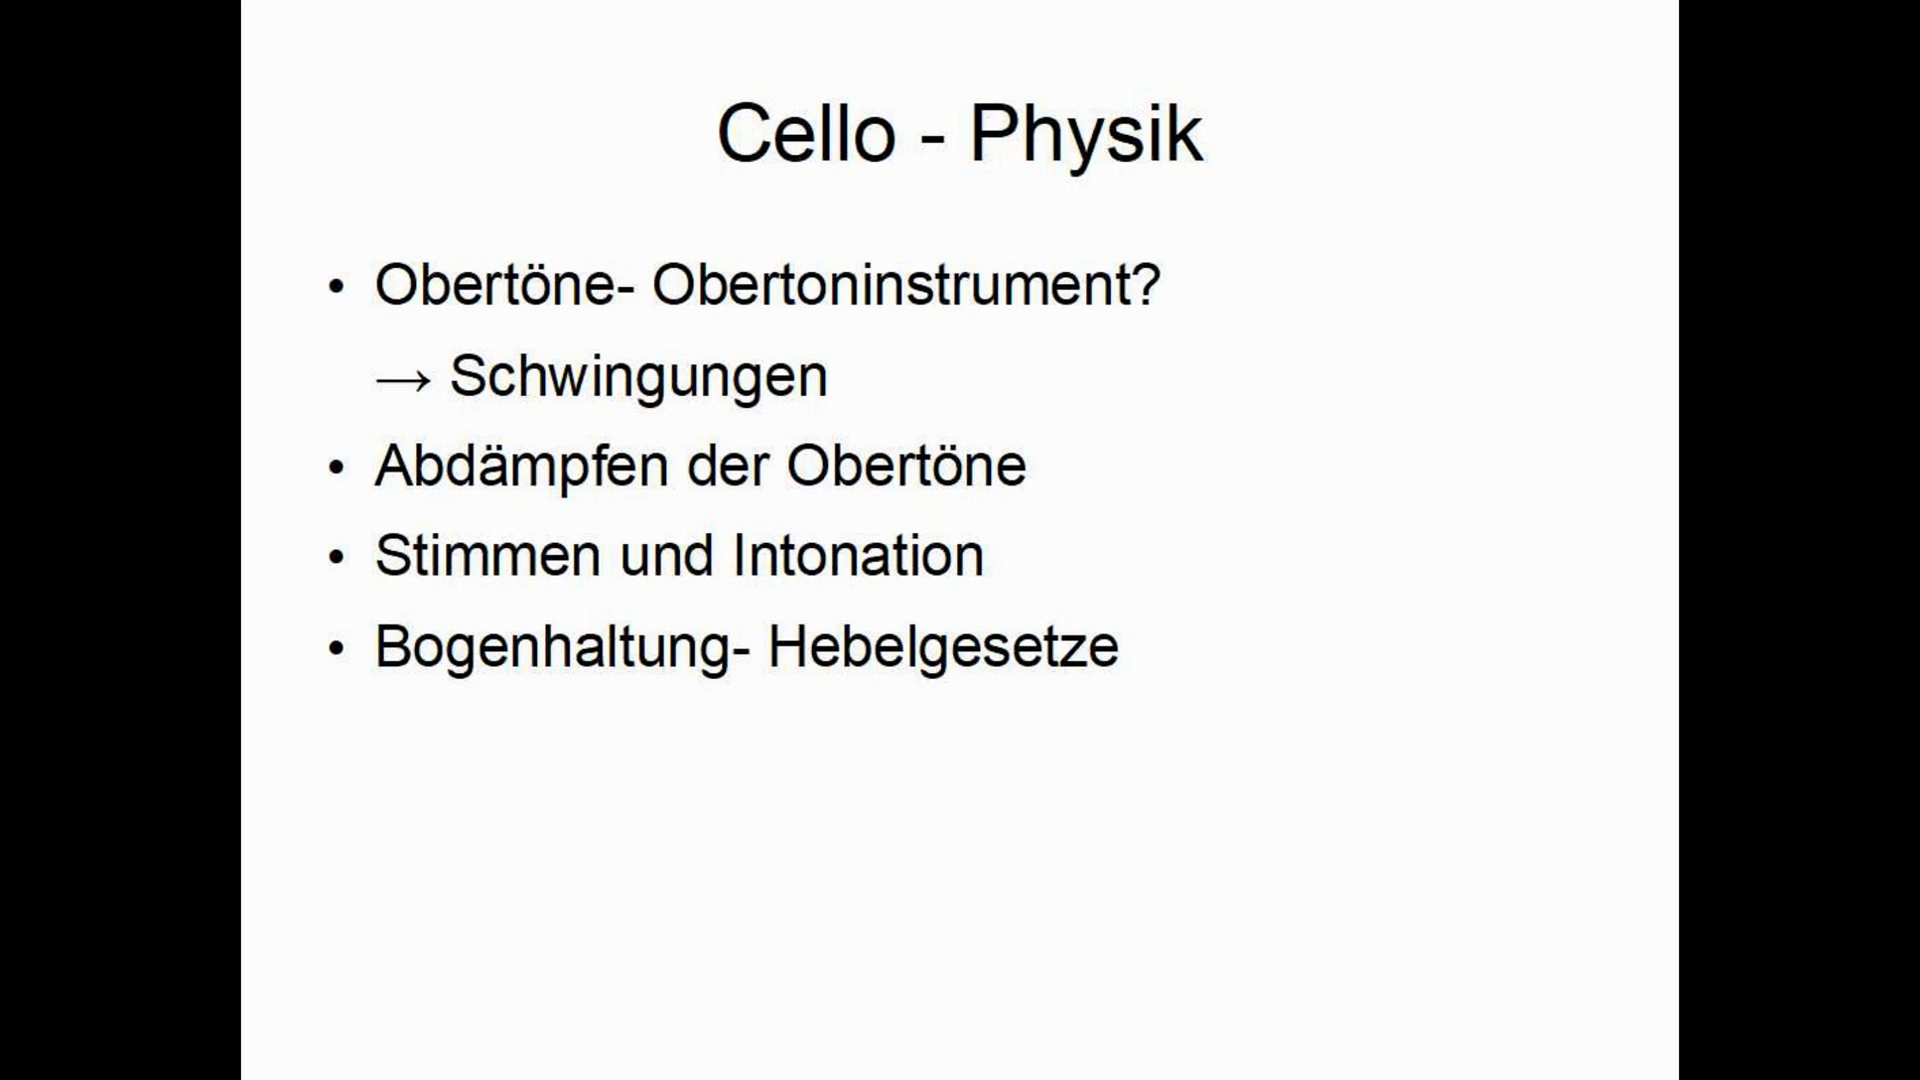 Cello - Physik
• Obertöne- Obertoninstrument?
→ Schwingungen
• Abdämpfen der Obertöne
• Stimmen und Intonation
• Bogenhaltung- Hebelgesetze